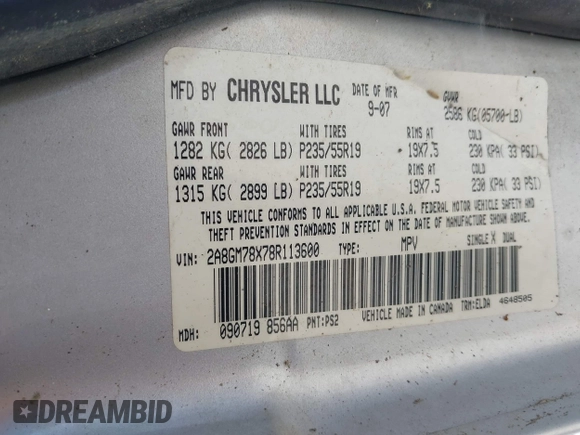 MFD BY CHRYSLER LLC DATE OF MFR GVWR
9-07 2586 KG(05700-LB)
GAWR FRONT WITH TIRES RIMS AT COLD
1282 KG( 2826 LB) P235/55R19 19X7.5 230 KPA( 33 PSI)
GAWR REAR WITH TIRES RIMS AT COLD
1315 KG( 2899 LB) P235/55R19 19X7.5 230 KPA( 33 PSI)
THIS VEHICLE CONFORMS TO ALL APPLICABLE U.S.A. FEDERAL MOTOR VEHICLE SAFETY AND
THEFT PREVENTION STANDARDS IN EFFECT ON THE DATE OF MANUFACTURE SHOWN ABOVE.
VIN: 2A8GM78X78R113600 TYPE: MPV SINGLE X DUAL
VEHICLE MADE IN CANADA TRM:ELDA 4648505
MDH: 090719 856AA PNT:PS2
DREAMBID